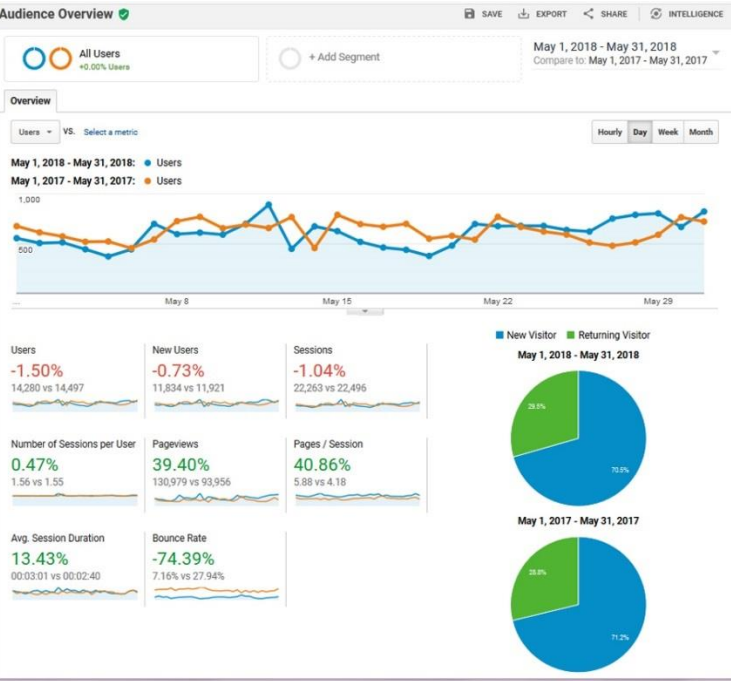 Audience Overview
SAVE EXPORT SHARE INTELLIGENCE
All Users
+0.00% Users
+ Add Segment
May 1, 2018 - May 31, 2018
Compare to: May 1, 2017 - May 31, 2017
Overview
Users VS. Select a metric
Hourly Day Week Month
May 1, 2018 - May 31, 2018: Users
May 1, 2017 - May 31, 2017: Users
1,000
500
... May 8 May 15 May 22 May 29
New Visitor Returning Visitor
May 1, 2018 - May 31, 2018
29.5%
70.5%
Users
-1.50%
14,280 vs 14,497
New Users
-0.73%
11,834 vs 11,921
Sessions
-1.04%
22,263 vs 22,496
Number of Sessions per User
0.47%
1.56 vs 1.55
Pageviews
39.40%
130,979 vs 93,956
Pages / Session
40.86%
5.88 vs 4.18
Avg. Session Duration
13.43%
00:03:01 vs 00:02:40
Bounce Rate
-74.39%
7.16% vs 27.94%
May 1, 2017 - May 31, 2017
28.8%
71.2%